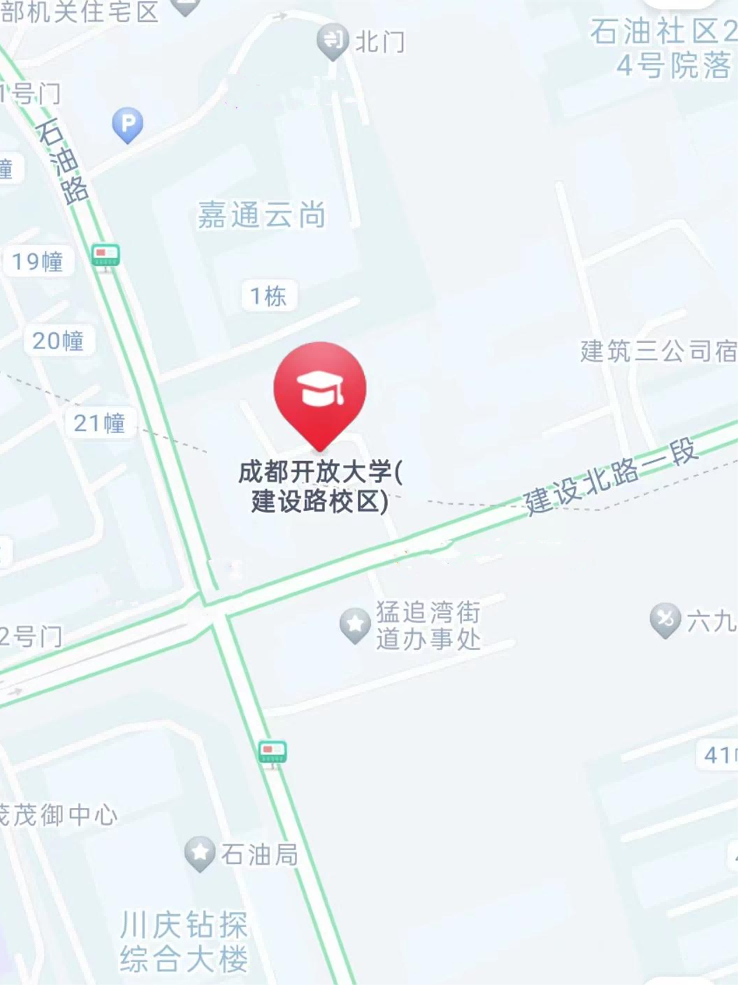 部机关住宅区
北门
石油社区2
4号院落
1号门
P
石油路
幢
嘉通云尚
19幢
1栋
20幢
建筑三公司宿
21幢
成都开放大学(
建设路校区)
建设北路一段
猛追湾街
道办事处
2号门
六九
41
茂茂御中心
石油局
川庆钻探
综合大楼